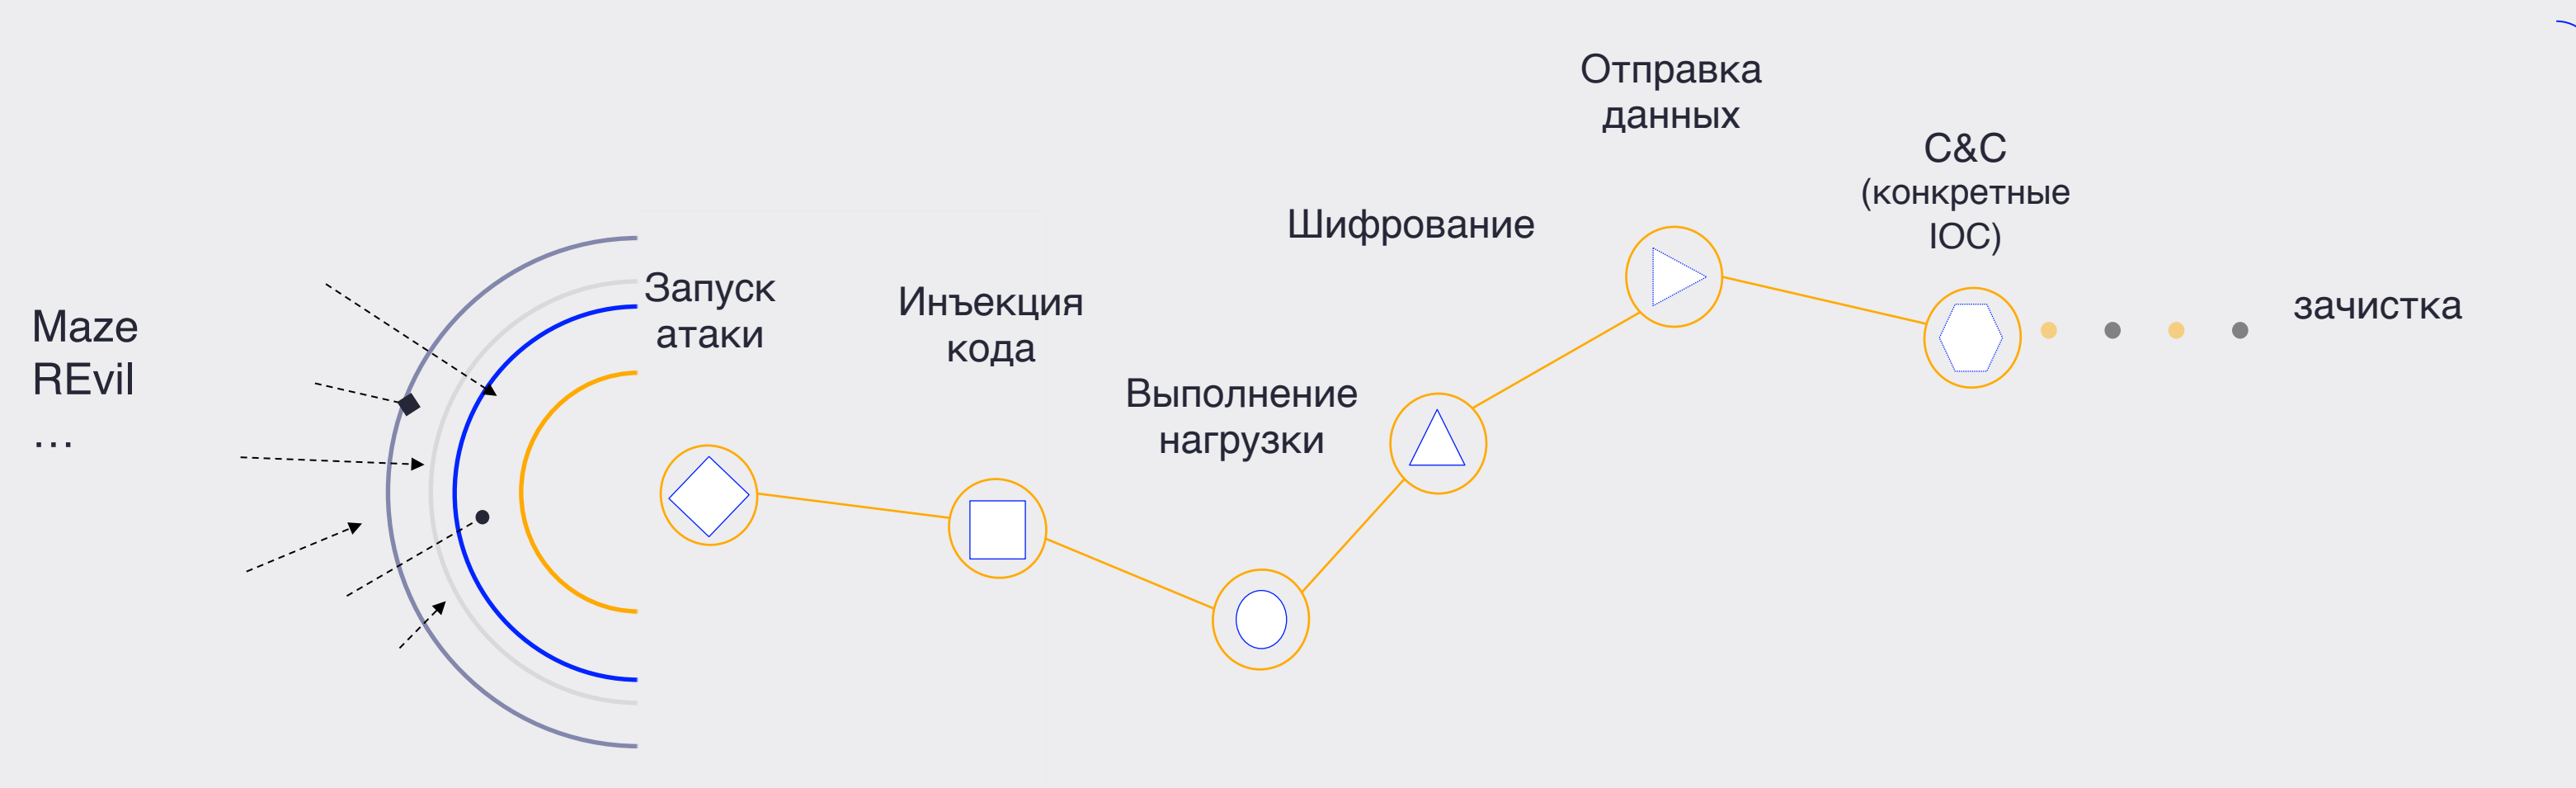 Maze
REvil
…
Запуск
атаки
Инъекция
кода
Выполнение
нагрузки
Шифрование
Отправка
данных
C&C
(конкретные
IOC)
зачистка